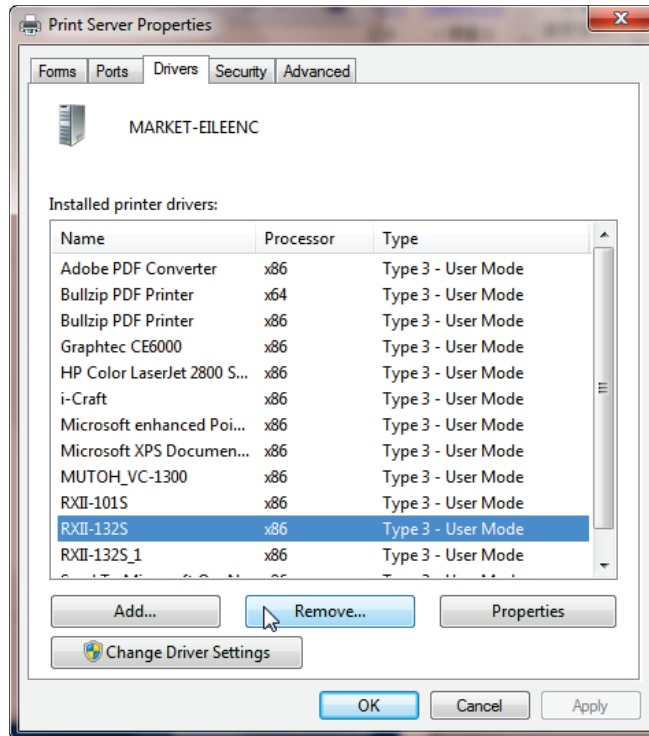 Print Server Properties
Forms Ports Drivers Security Advanced
MARKET-EILEENC
Installed printer drivers:
Name Processor Type
Adobe PDF Converter x86 Type 3 - User Mode
Bullzip PDF Printer x64 Type 3 - User Mode
Bullzip PDF Printer x86 Type 3 - User Mode
Graphtec CE6000 x86 Type 3 - User Mode
HP Color LaserJet 2800 S... x86 Type 3 - User Mode
i-Craft x86 Type 3 - User Mode
Microsoft enhanced Poi... x86 Type 3 - User Mode
Microsoft XPS Documen... x86 Type 3 - User Mode
MUTOH_VC-1300 x86 Type 3 - User Mode
RXII-101S x86 Type 3 - User Mode
RXII-132S x86 Type 3 - User Mode
RXII-132S_1 x86 Type 3 - User Mode
Add... Remove... Properties
Change Driver Settings
OK Cancel Apply